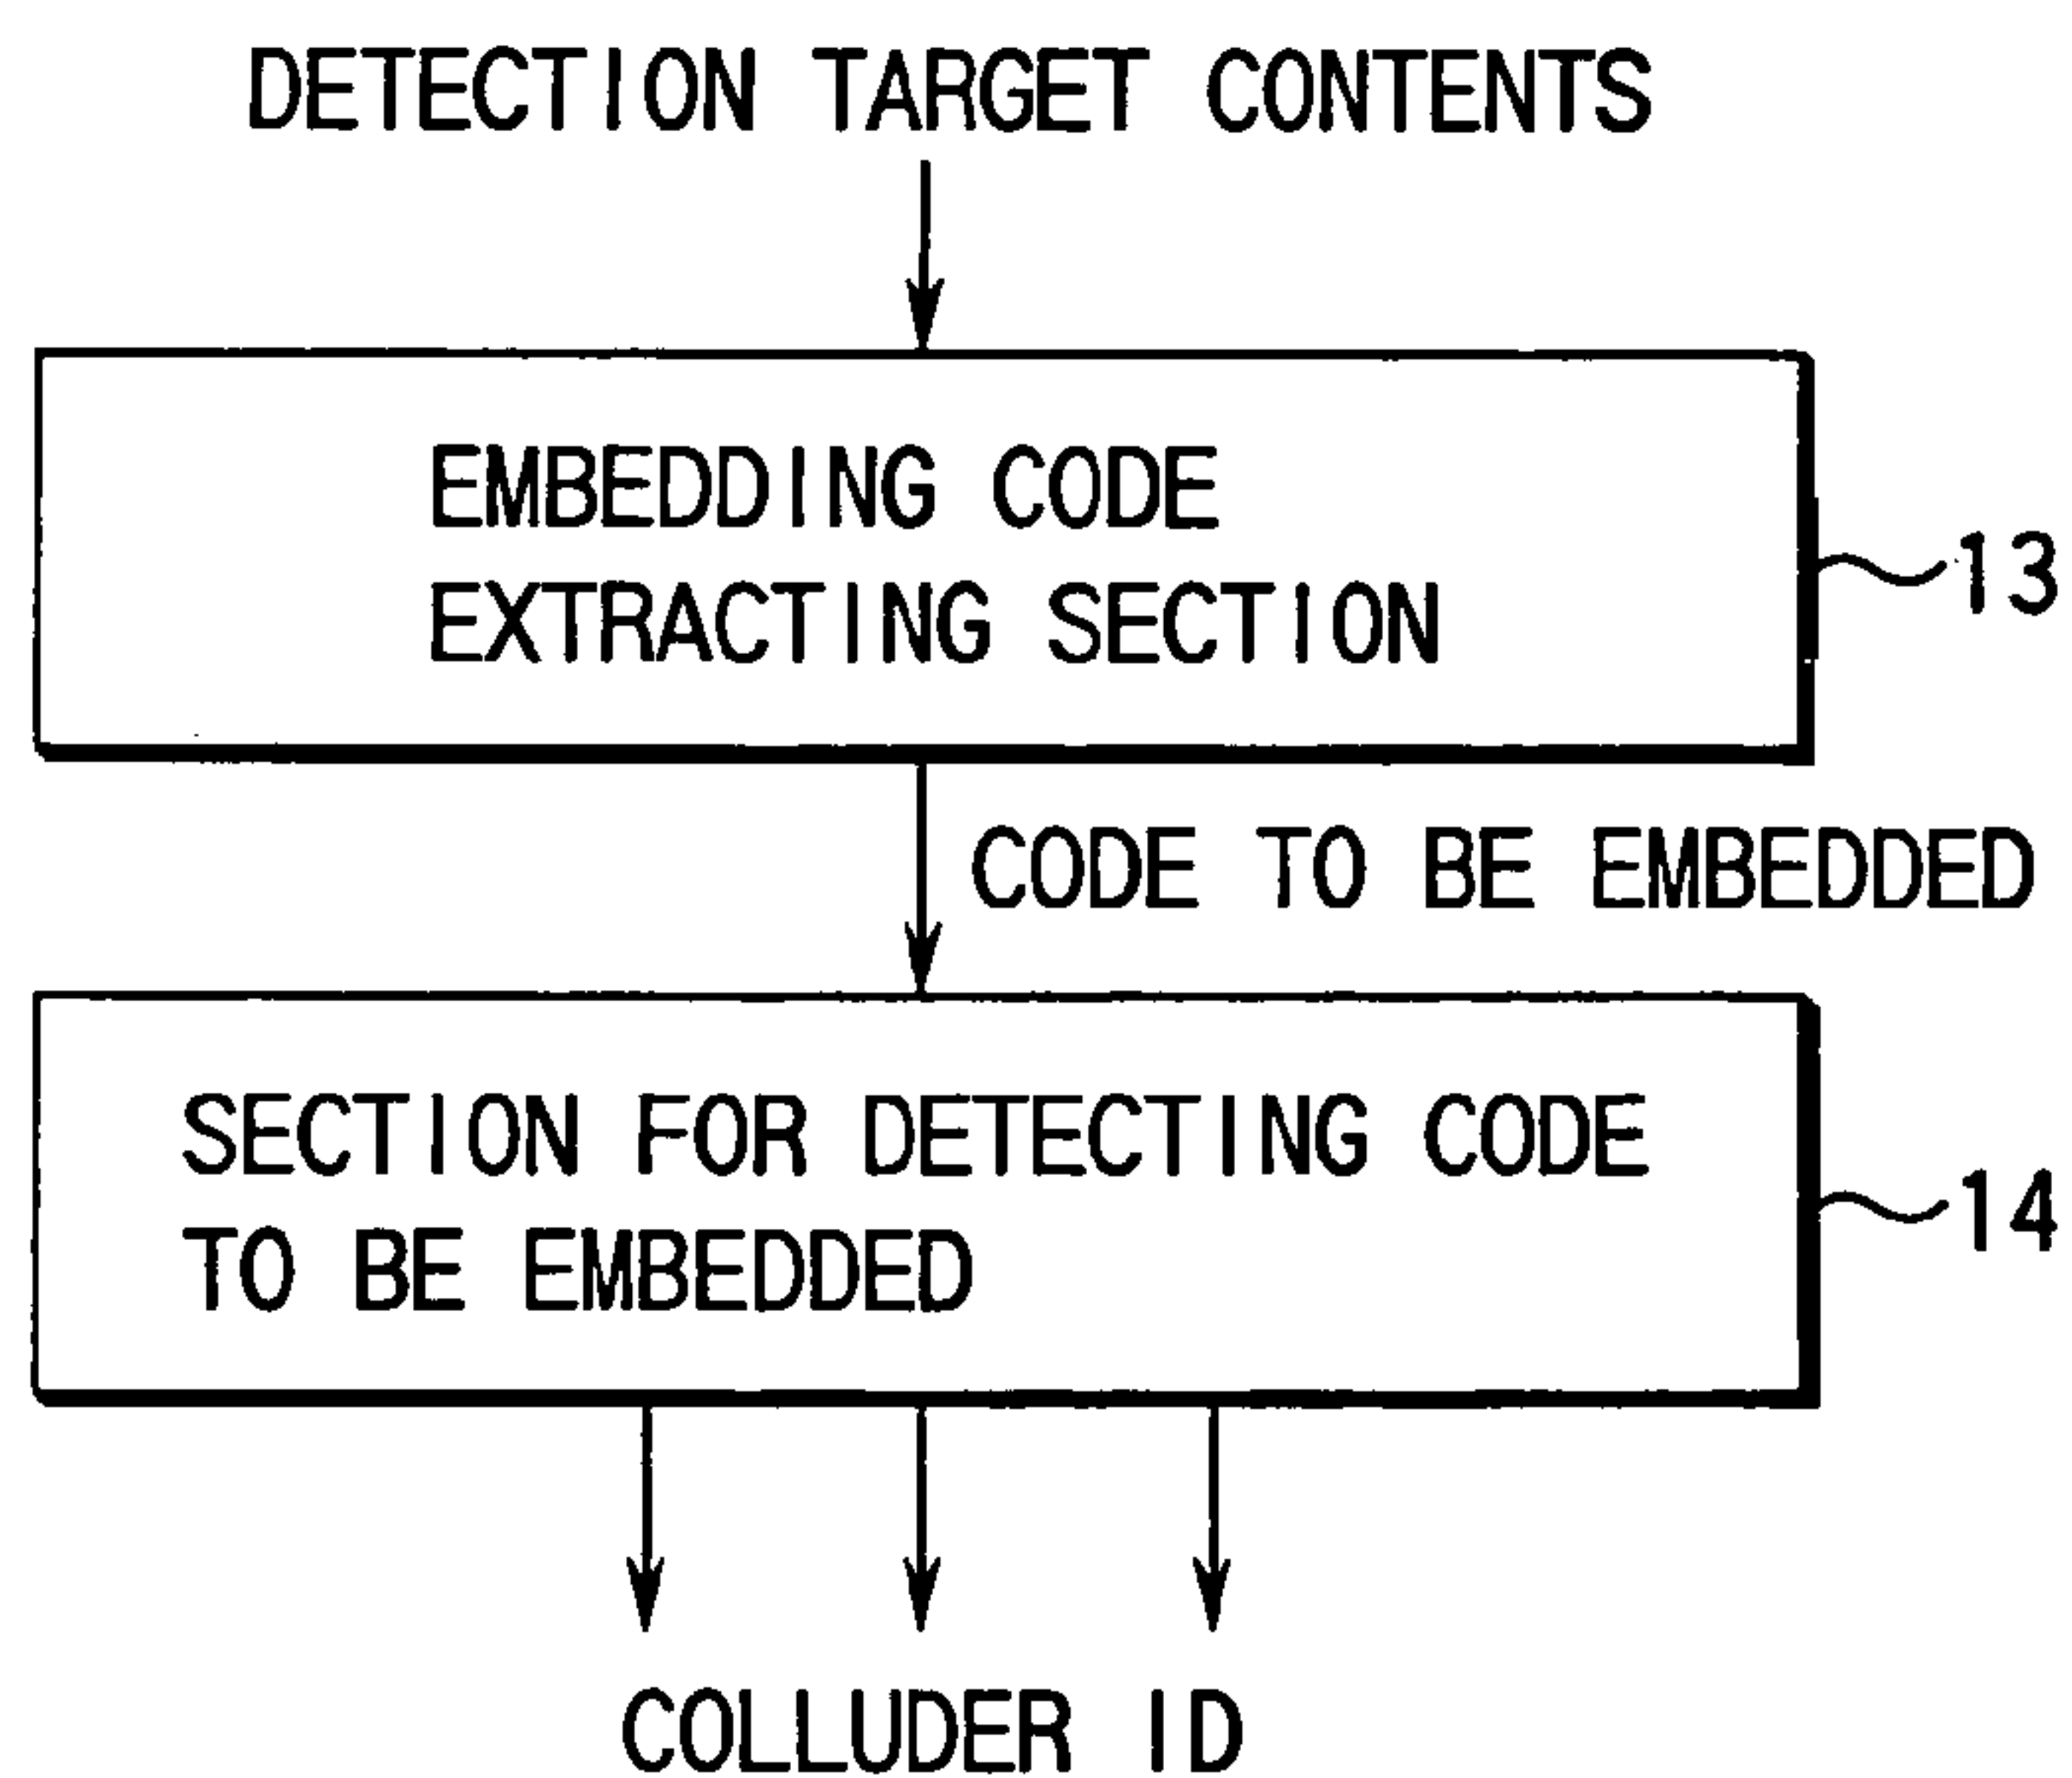 DETECTION TARGET CONTENTS
EMBEDDING CODE
EXTRACTING SECTION
13
CODE TO BE EMBEDDED
SECTION FOR DETECTING CODE
TO BE EMBEDDED
14
COLLUDER ID